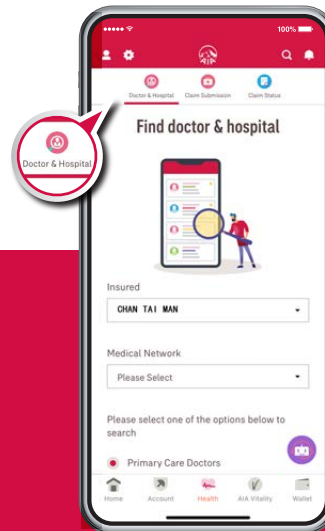 100%
AIA
Doctor & Hospital
Claim Submission
Claim Status
Doctor & Hospital
Find doctor & hospital
Insured
CHAN TAI MAN
Medical Network
Please Select
Please select one of the options below to
search
Primary Care Doctors
Home
Account
Health
AIA Vitality
Wallet